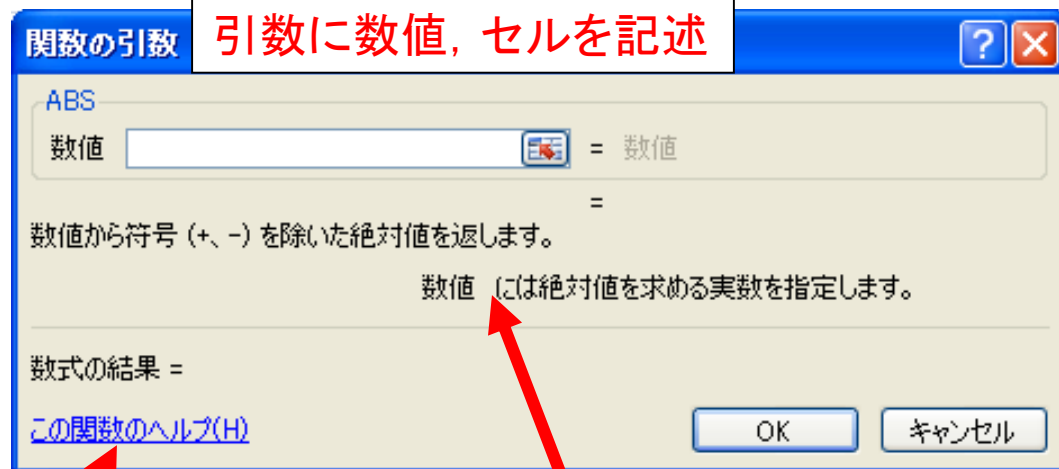 関数の引数
引数に数値，セルを記述
ABS
数値 = 数値
=
数値から符号 (+、-) を除いた絶対値を返します。
数値 には絶対値を求める実数を指定します。
数式の結果 =
この関数のヘルプ(H)
OK キャンセル